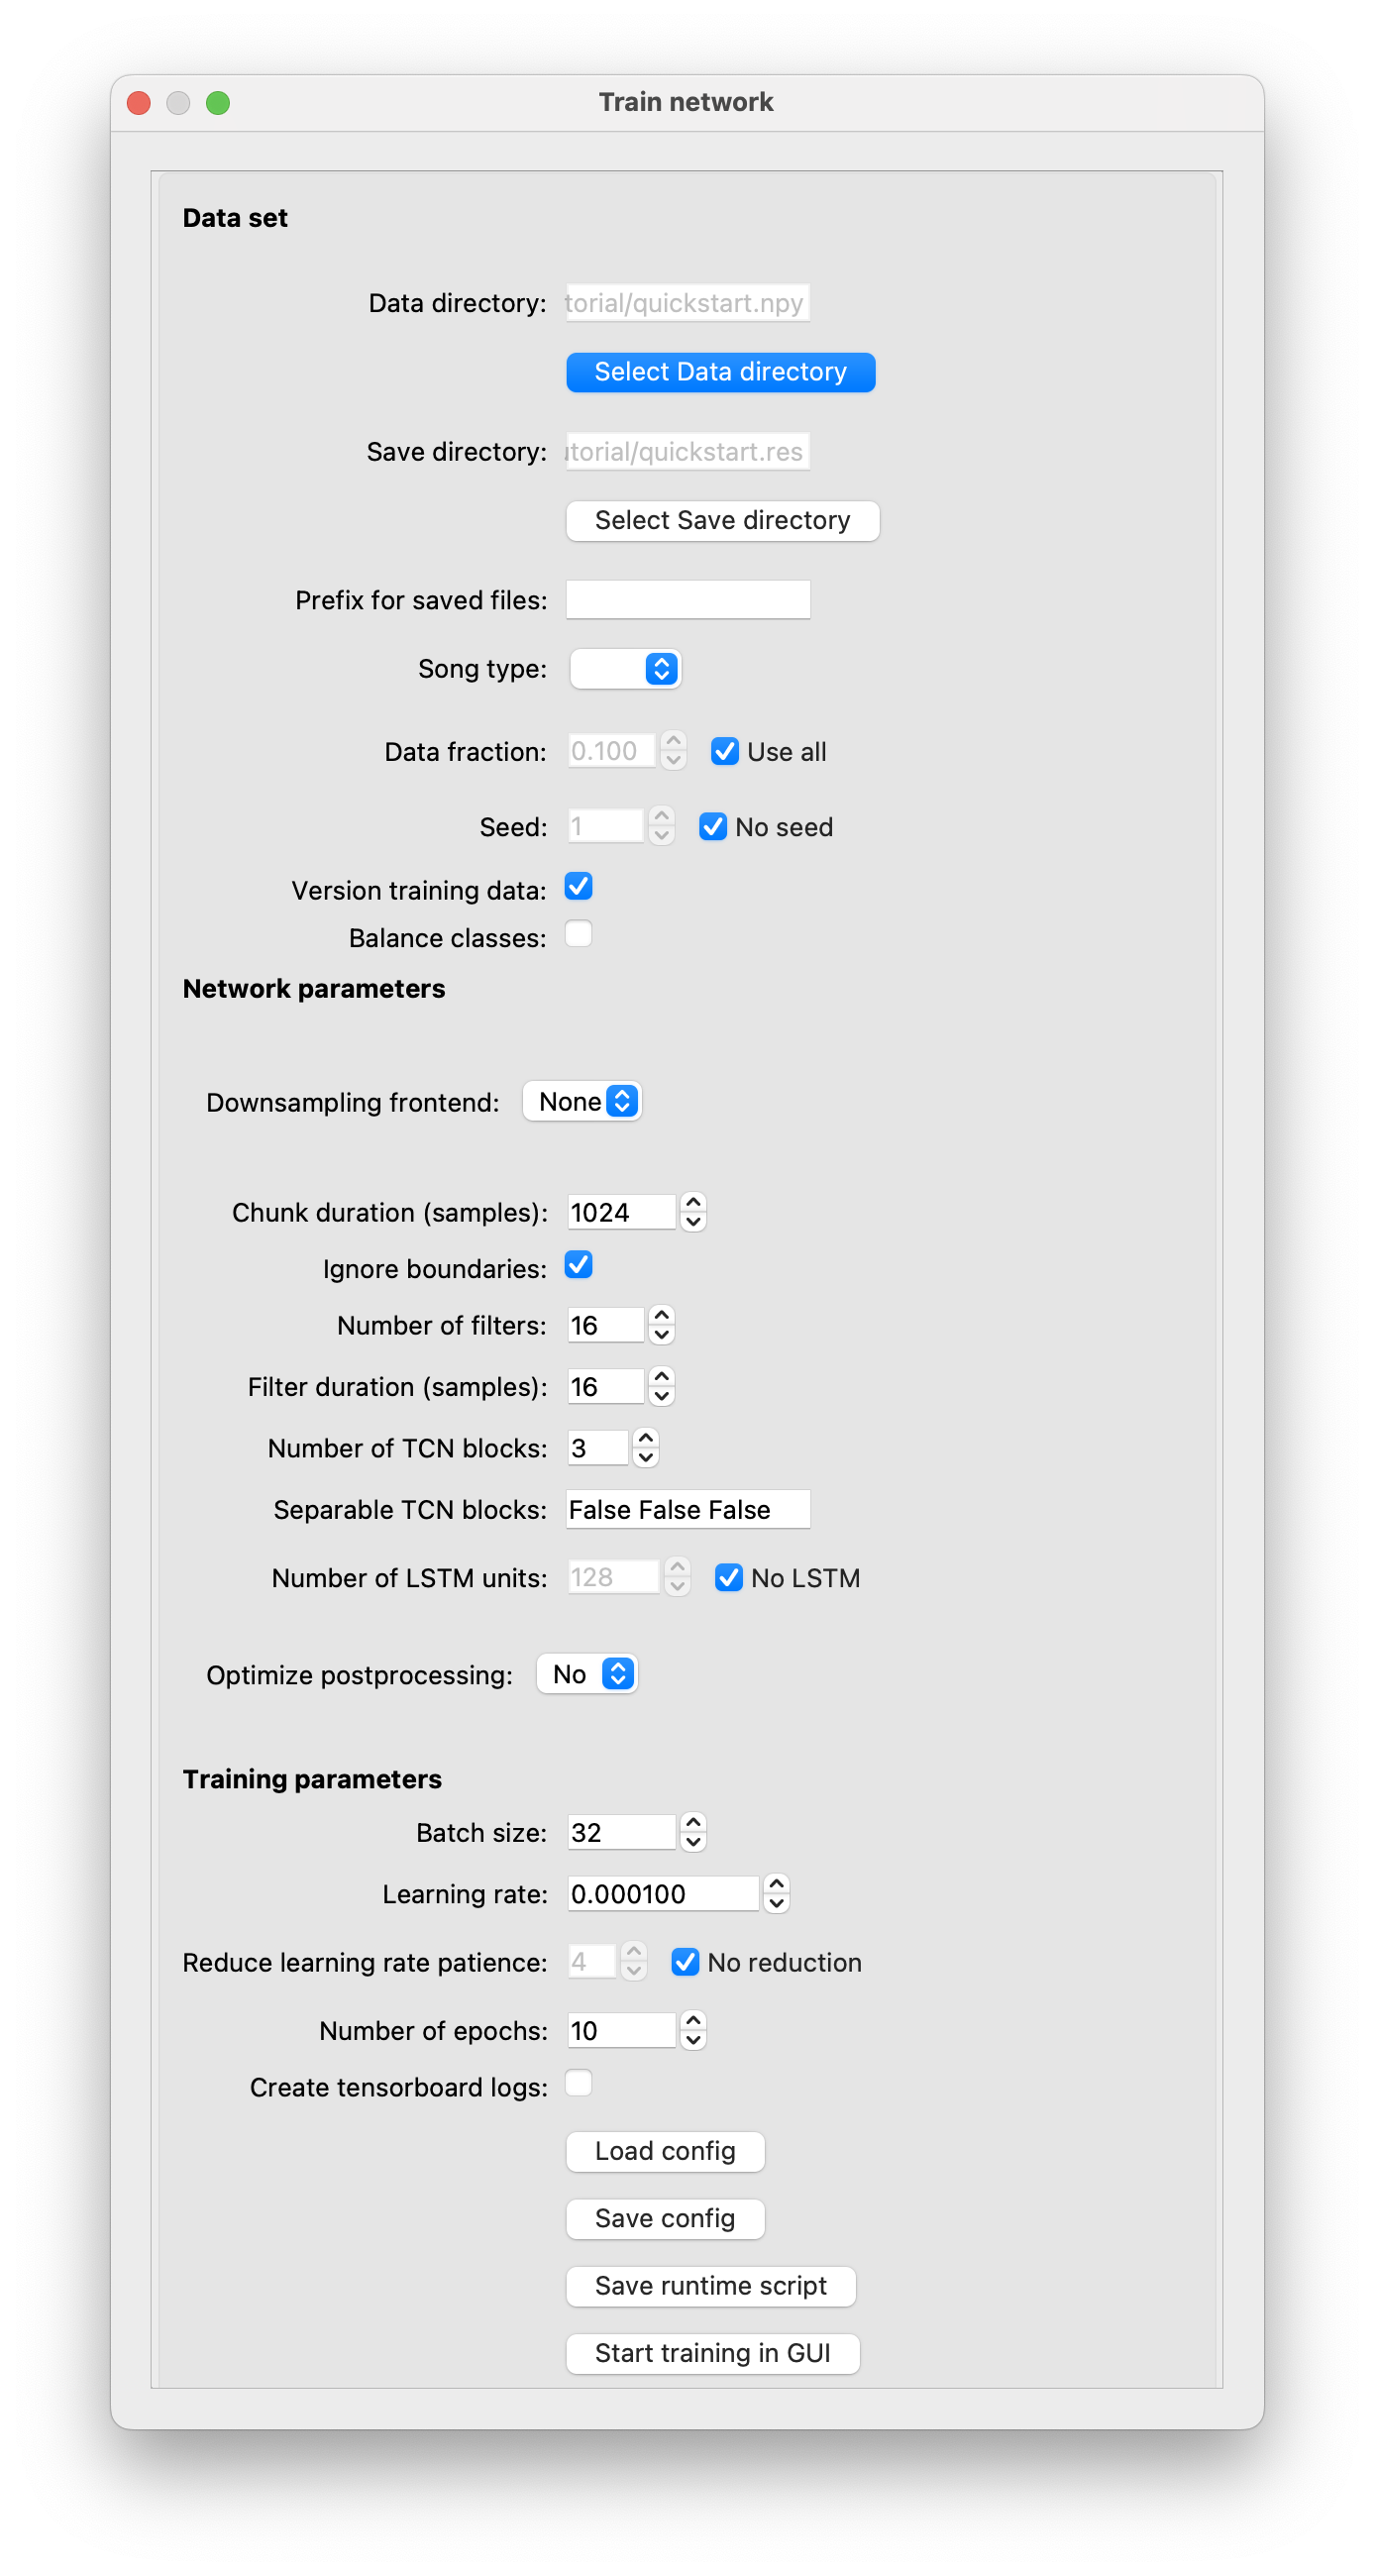 Train network
Data set
Data directory: torial/quickstart.npy
Select Data directory
Save directory: utorial/quickstart.res
Select Save directory
Prefix for saved files:
Song type:
Data fraction: 0.100 Use all
Seed: 1 No seed
Version training data:
Balance classes:
Network parameters
Downsampling frontend: None
Chunk duration (samples): 1024
Ignore boundaries:
Number of filters: 16
Filter duration (samples): 16
Number of TCN blocks: 3
Separable TCN blocks: False False False
Number of LSTM units: 128 No LSTM
Optimize postprocessing: No
Training parameters
Batch size: 32
Learning rate: 0.000100
Reduce learning rate patience: 4 No reduction
Number of epochs: 10
Create tensorboard logs:
Load config
Save config
Save runtime script
Start training in GUI